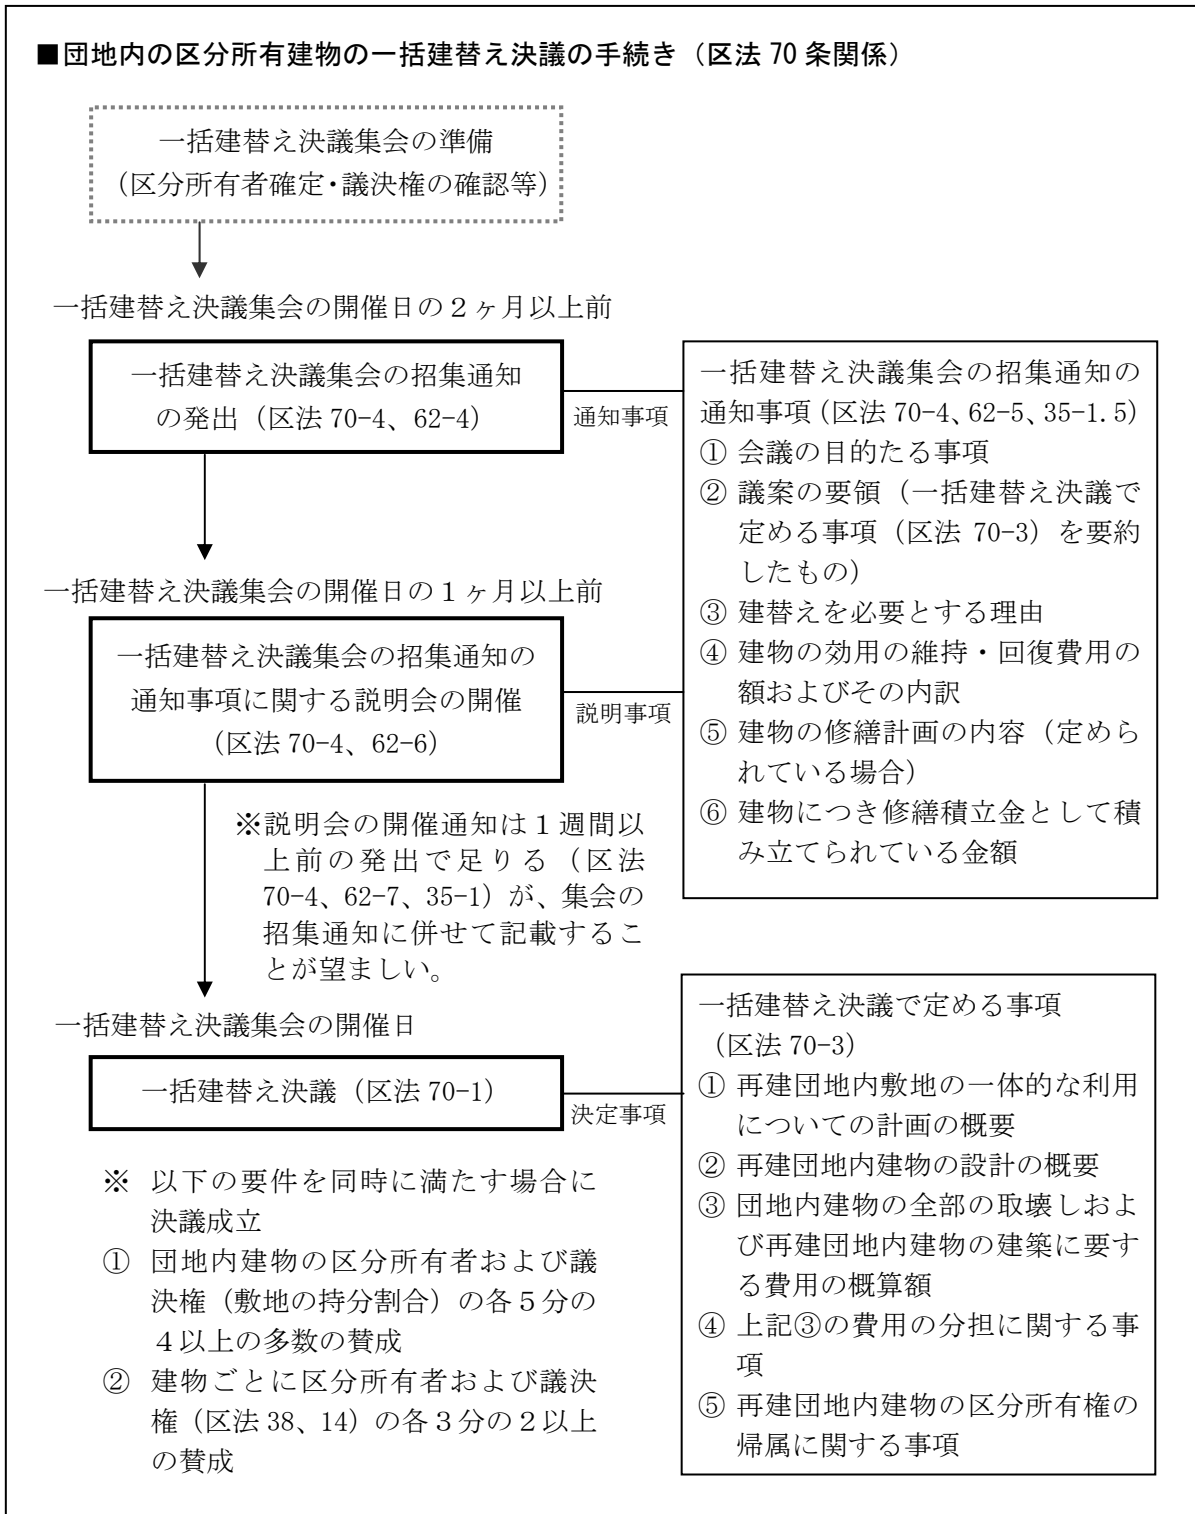 ■団地内の区分所有建物の一括建替え決議の手続き（区法 70 条関係）
一括建替え決議集会の準備
（区分所有者確定・議決権の確認等）
一括建替え決議集会の開催日の２ヶ月以上前
一括建替え決議集会の招集通知
の発出（区法 70-4、62-4）
通知事項
一括建替え決議集会の招集通知の
通知事項（区法 70-4、62-5、35-1.5）
① 会議の目的たる事項
② 議案の要領（一括建替え決議で
定める事項（区法 70-3）を要約
したもの）
③ 建替えを必要とする理由
④ 建物の効用の維持・回復費用の
額およびその内訳
⑤ 建物の修繕計画の内容（定めら
れている場合）
⑥ 建物につき修繕積立金として積
み立てられている金額
一括建替え決議集会の開催日の１ヶ月以上前
一括建替え決議集会の招集通知の
通知事項に関する説明会の開催
（区法 70-4、62-6）
説明事項
※説明会の開催通知は１週間以
上前の発出で足りる（区法
70-4、62-7、35-1）が、集会の
招集通知に併せて記載するこ
とが望ましい。
一括建替え決議集会の開催日
一括建替え決議（区法 70-1）
決定事項
一括建替え決議で定める事項
（区法 70-3）
① 再建団地内敷地の一体的な利用
についての計画の概要
② 再建団地内建物の設計の概要
③ 団地内建物の全部の取壊しおよ
び再建団地内建物の建築に要す
る費用の概算額
④ 上記③の費用の分担に関する事
項
⑤ 再建団地内建物の区分所有権の
帰属に関する事項
※ 以下の要件を同時に満たす場合に
決議成立
① 団地内建物の区分所有者および議
決権（敷地の持分割合）の各５分の
４以上の多数の賛成
② 建物ごとに区分所有者および議決
権（区法 38、14）の各３分の２以上
の賛成